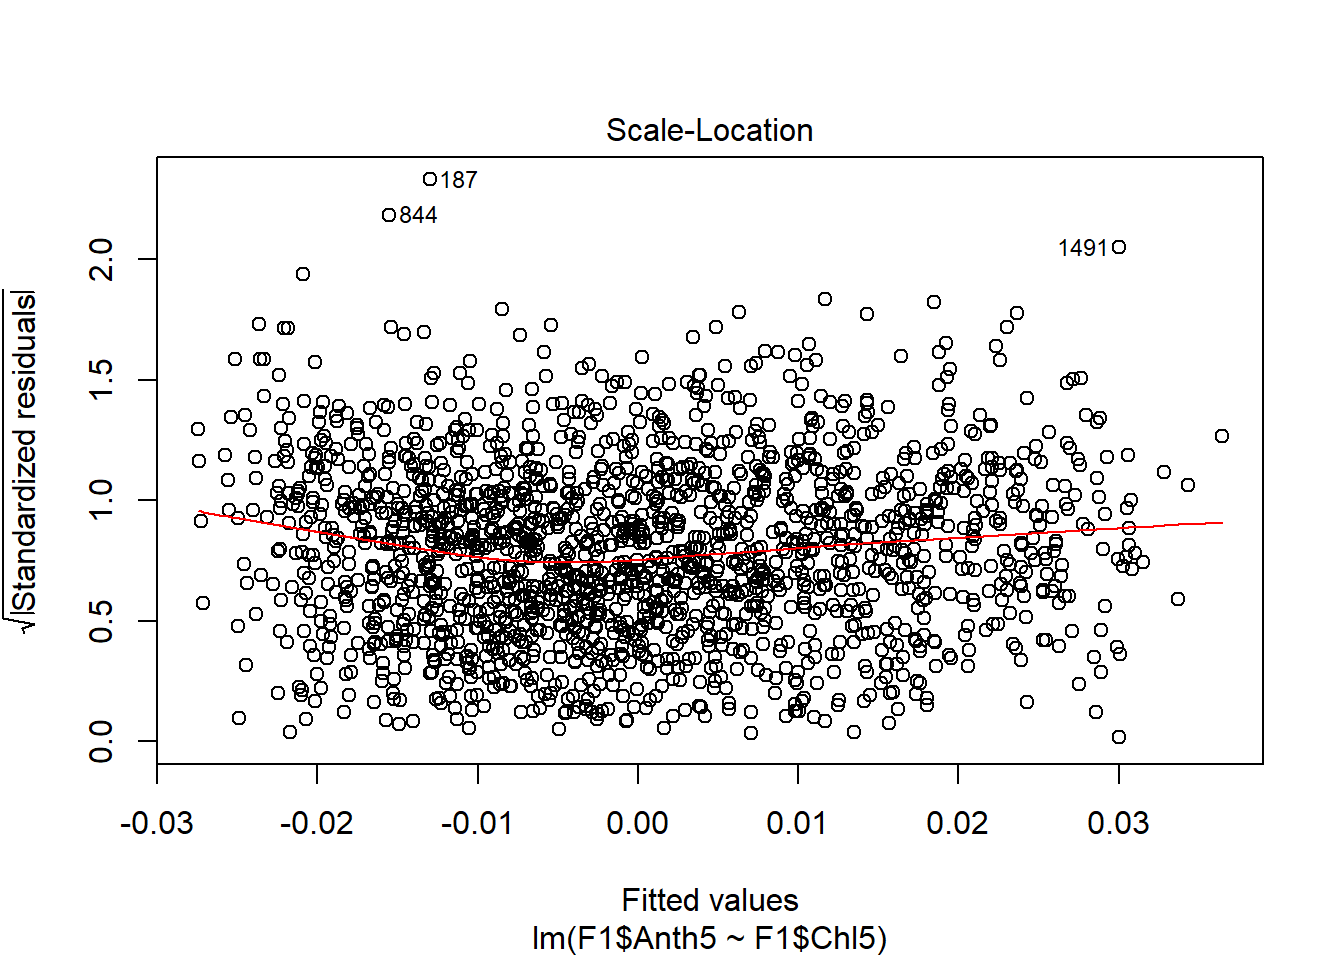 Scale-Location
187
844
1491
√|Standardized residuals|
0.0 0.5 1.0 1.5 2.0
-0.03 -0.02 -0.01 0.00 0.01 0.02 0.03
Fitted values
lm(F1$Anth5 ~ F1$Chl5)